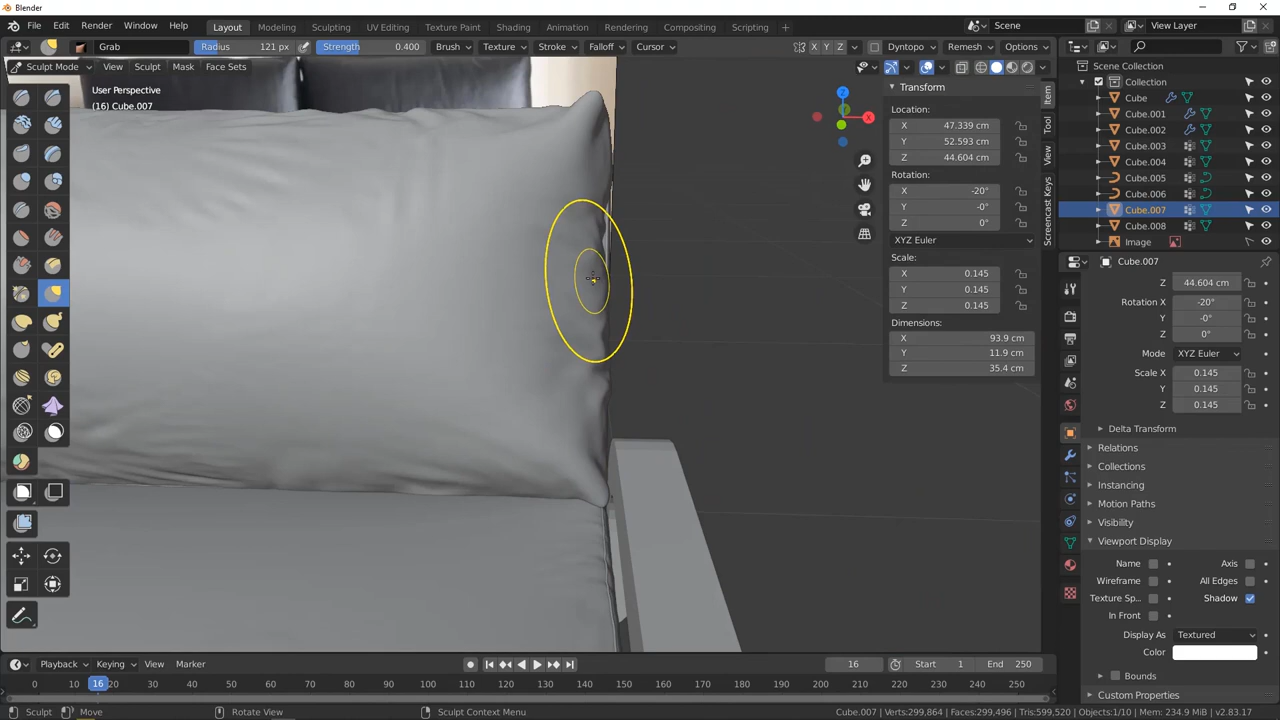 Blender
File Edit Render Window Help Layout Modeling Sculpting UV Editing Texture Paint Shading Animation Rendering Compositing Scripting + Scene View Layer
Grab Radius 121 px Strength 0.400 Brush Texture Stroke Falloff Cursor X Y Z Dyntopo Remesh Options
Sculpt Mode View Sculpt Mask Face Sets
User Perspective
(16) Cube.007
Z
X
Y
Transform
Location:
X 47.339 cm
Y 52.593 cm
Z 44.604 cm
Rotation:
X -20°
Y -0°
Z 0°
XYZ Euler
Scale:
X 0.145
Y 0.145
Z 0.145
Dimensions:
X 93.9 cm
Y 11.9 cm
Z 35.4 cm
Item
Tool
View
Screencast Keys
Scene Collection
Collection
Cube
Cube.001
Cube.002
Cube.003
Cube.004
Cube.005
Cube.006
Cube.007
Cube.008
Image
Cube.007
Z 44.604 cm
Rotation X -20°
Y -0°
Z 0°
Mode XYZ Euler
Scale X 0.145
Y 0.145
Z 0.145
Delta Transform
Relations
Collections
Instancing
Motion Paths
Visibility
Viewport Display
Name Axis
Wireframe All Edges
Texture Sp... Shadow
In Front
Display As Textured
Color
Bounds
Custom Properties
Playback Keying View Marker 16 Start 1 End 250
0 10 16 20 30 40 50 60 70 80 90 100 110 120 130 140 150 160 170 180 190 200 210 220 230 240 250
Sculpt Move Rotate View Sculpt Context Menu Cube.007 | Verts:299,864 | Faces:299,496 | Tris:599,520 | Objects:1/10 | Mem: 234.9 MiB | v2.83.17